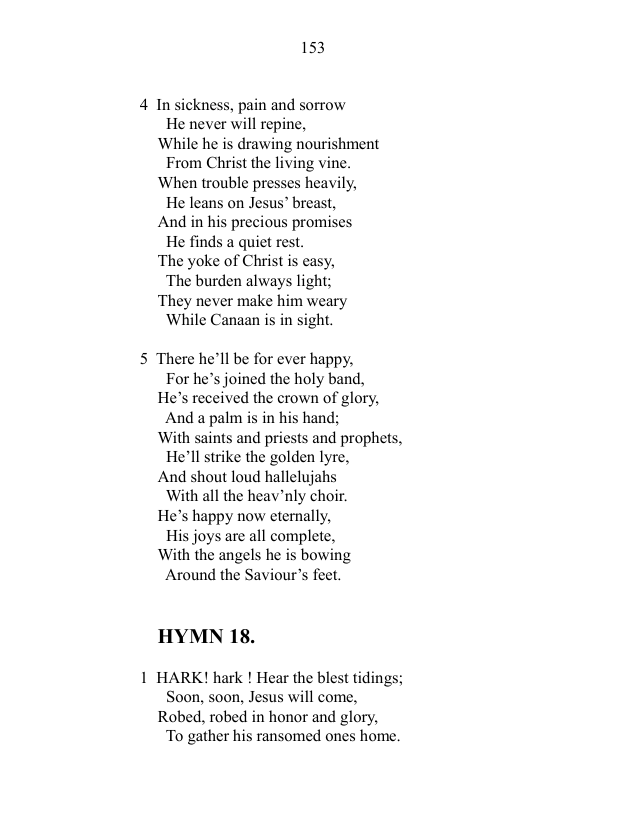 153
4 In sickness, pain and sorrow
He never will repine,
While he is drawing nourishment
From Christ the living vine.
When trouble presses heavily,
He leans on Jesus’ breast,
And in his precious promises
He finds a quiet rest.
The yoke of Christ is easy,
The burden always light;
They never make him weary
While Canaan is in sight.
5 There he’ll be for ever happy,
For he’s joined the holy band,
He’s received the crown of glory,
And a palm is in his hand;
With saints and priests and prophets,
He’ll strike the golden lyre,
And shout loud hallelujahs
With all the heav’nly choir.
He’s happy now eternally,
His joys are all complete,
With the angels he is bowing
Around the Saviour’s feet.
HYMN 18.
1 HARK! hark ! Hear the blest tidings;
Soon, soon, Jesus will come,
Robed, robed in honor and glory,
To gather his ransomed ones home.